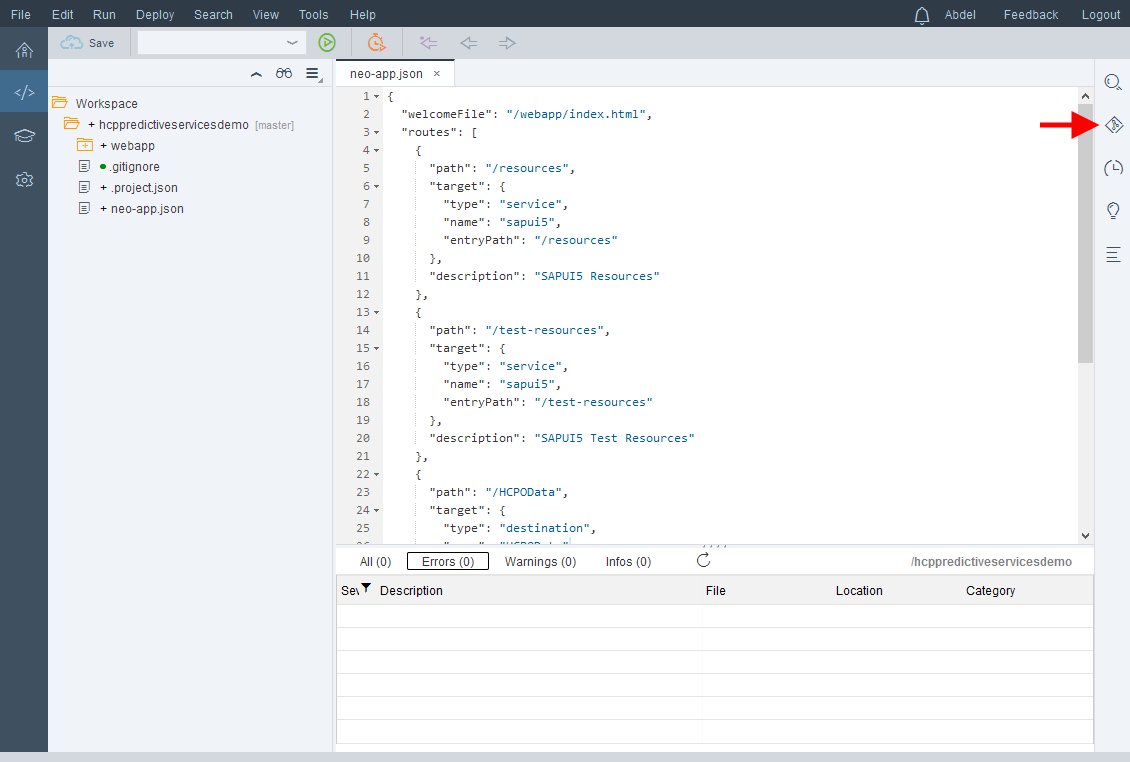 File Edit Run Deploy Search View Tools Help Abdel Feedback Logout
Save
neo-app.json ×
Workspace
+ hcppredictiveservicesdemo [master]
+ webapp
.gitignore
+ .project.json
+ neo-app.json
1 {
2 "welcomeFile": "/webapp/index.html",
3 "routes": [
4 {
5 "path": "/resources",
6 "target": {
7 "type": "service",
8 "name": "sapui5",
9 "entryPath": "/resources"
10 },
11 "description": "SAPUI5 Resources"
12 },
13 {
14 "path": "/test-resources",
15 "target": {
16 "type": "service",
17 "name": "sapui5",
18 "entryPath": "/test-resources"
19 },
20 "description": "SAPUI5 Test Resources"
21 },
22 {
23 "path": "/HCPOData",
24 "target": {
25 "type": "destination",
All (0) Errors (0) Warnings (0) Infos (0) /hcppredictiveservicesdemo
Sev Description File Location Category